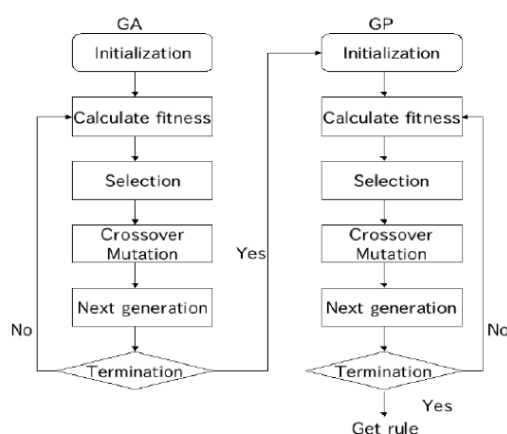 GA
Initialization
Calculate fitness
Selection
Crossover
Mutation
Next generation
Termination
No
Yes
GP
Initialization
Calculate fitness
Selection
Crossover
Mutation
Next generation
Termination
No
Yes
Get rule